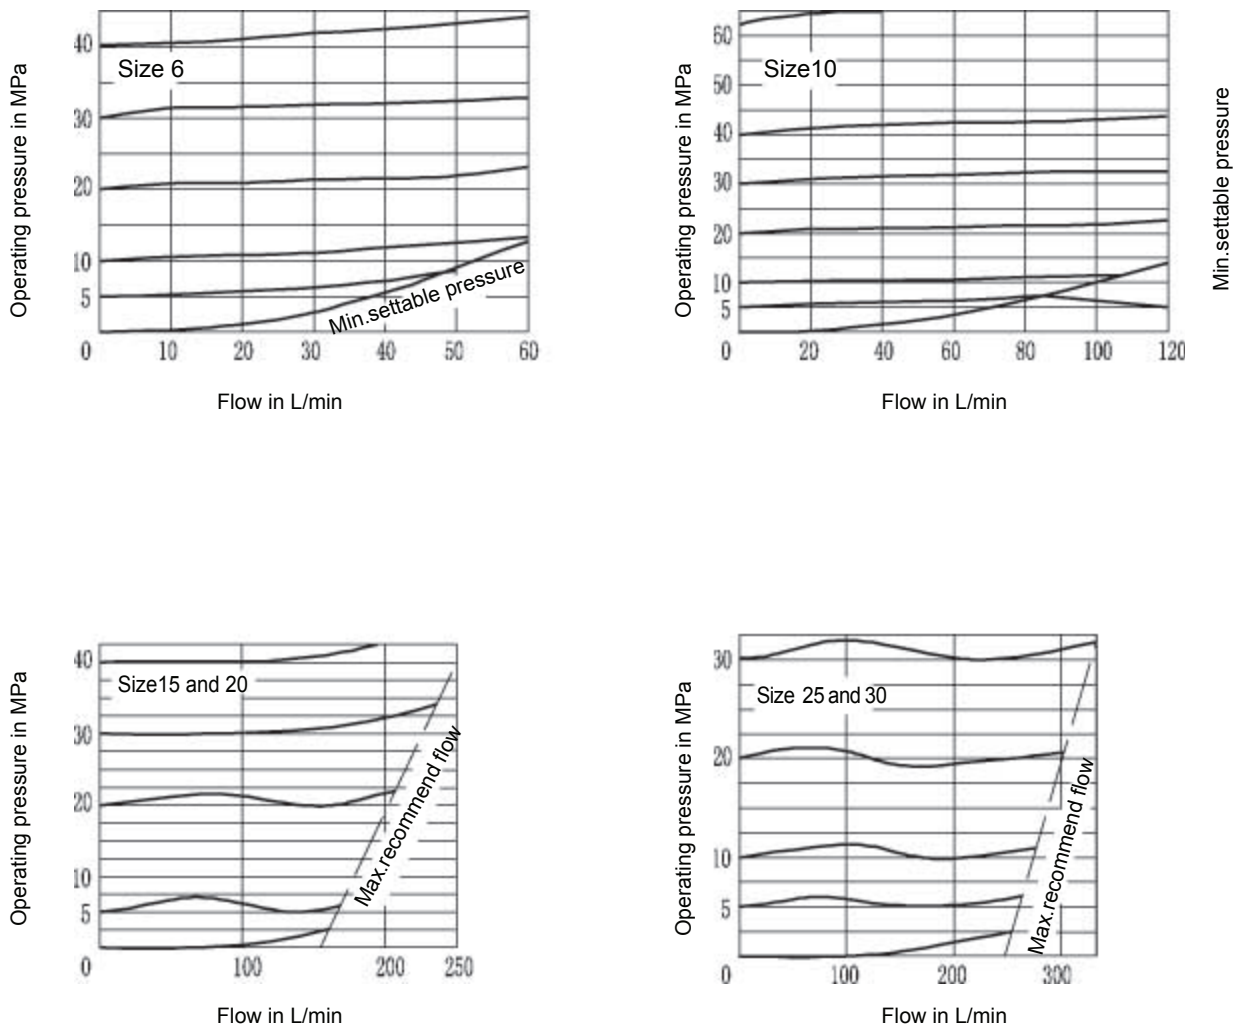 Operating pressure in MPa
Size 6
40
30
20
10
5
0 10 20 30 40 50 60
Min.settable pressure
Flow in L/min
Operating pressure in MPa
Size10
60
50
40
30
20
10
5
0 20 40 60 80 100 120
Flow in L/min
Min.settable pressure
Operating pressure in MPa
Size15 and 20
40
30
20
10
5
0 100 200 250
Max.recommend flow
Flow in L/min
Operating pressure in MPa
Size 25 and 30
30
20
10
5
0 100 200 300
Max.recommend flow
Flow in L/min